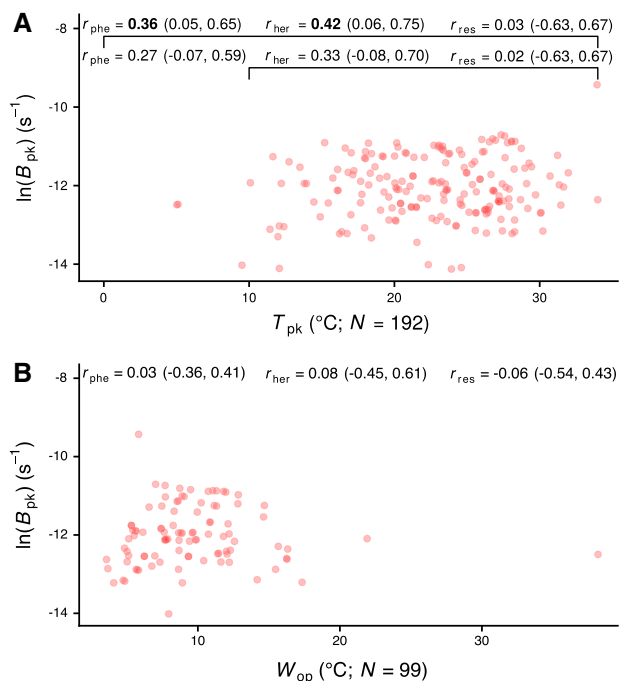 A
r_phe = 0.36 (0.05, 0.65) r_her = 0.42 (0.06, 0.75) r_res = 0.03 (-0.63, 0.67)
r_phe = 0.27 (-0.07, 0.59) r_her = 0.33 (-0.08, 0.70) r_res = 0.02 (-0.63, 0.67)
ln(B_pk) (s⁻¹)
-8
-10
-12
-14
0 10 20 30
T_pk (°C; N = 192)
B
r_phe = 0.03 (-0.36, 0.41) r_her = 0.08 (-0.45, 0.61) r_res = -0.06 (-0.54, 0.43)
ln(B_pk) (s⁻¹)
-8
-10
-12
-14
10 20 30
W_op (°C; N = 99)